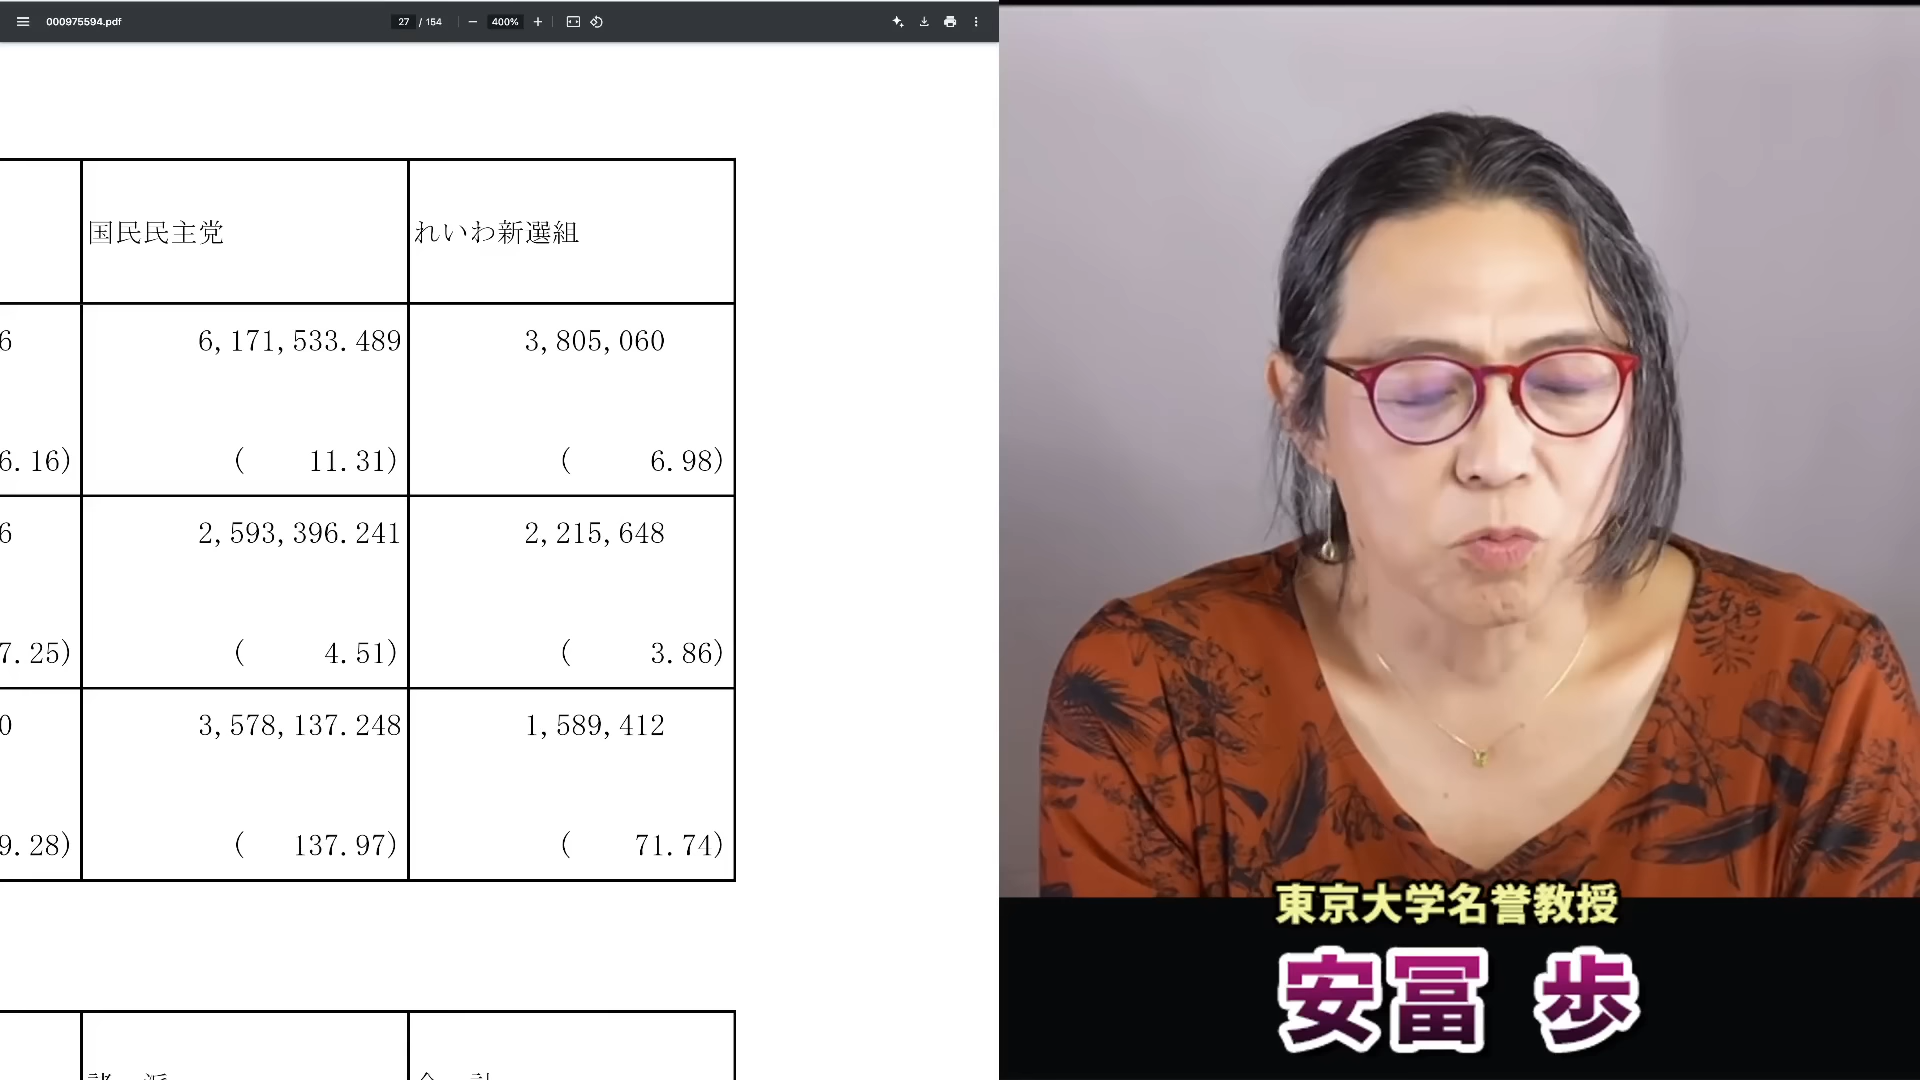 000975594.pdf
27 / 154
400%
国民民主党 れいわ新選組
6 6,171,533.489 3,805,060
6.16) ( 11.31) ( 6.98)
6 2,593,396.241 2,215,648
7.25) ( 4.51) ( 3.86)
0 3,578,137.248 1,589,412
9.28) ( 137.97) ( 71.74)
東京大学名誉教授
安冨 歩